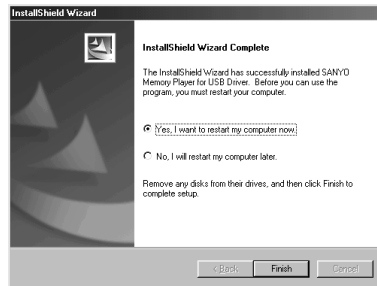 InstallShield Wizard
InstallShield Wizard Complete
The InstallShield Wizard has successfully installed SANYO
Memory Player for USB Driver. Before you can use the
program, you must restart your computer.
Yes, I want to restart my computer now.
No, I will restart my computer later.
Remove any disks from their drives, and then click Finish to
complete setup.
< Back Finish Cancel